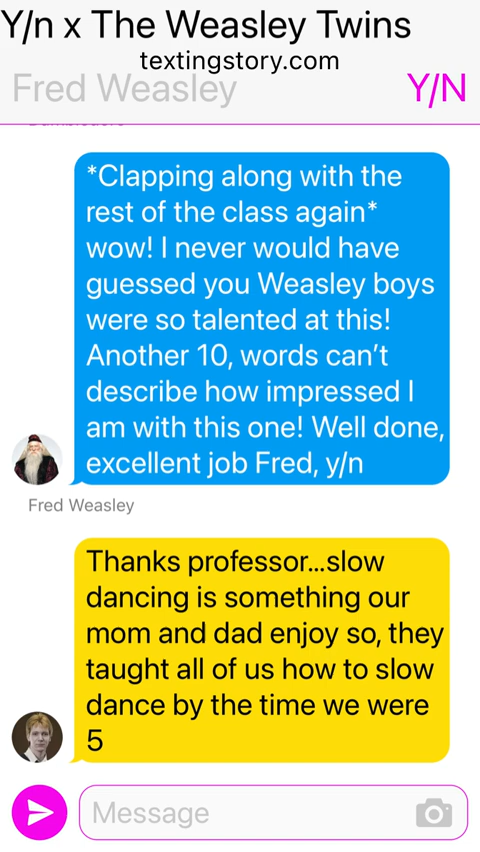 Y/n x The Weasley Twins
textingstory.com
Fred Weasley
Y/N
*Clapping along with the
rest of the class again*
wow! I never would have
guessed you Weasley boys
were so talented at this!
Another 10, words can't
describe how impressed I
am with this one! Well done,
excellent job Fred, y/n
Fred Weasley
Thanks professor...slow
dancing is something our
mom and dad enjoy so, they
taught all of us how to slow
dance by the time we were
5
Message